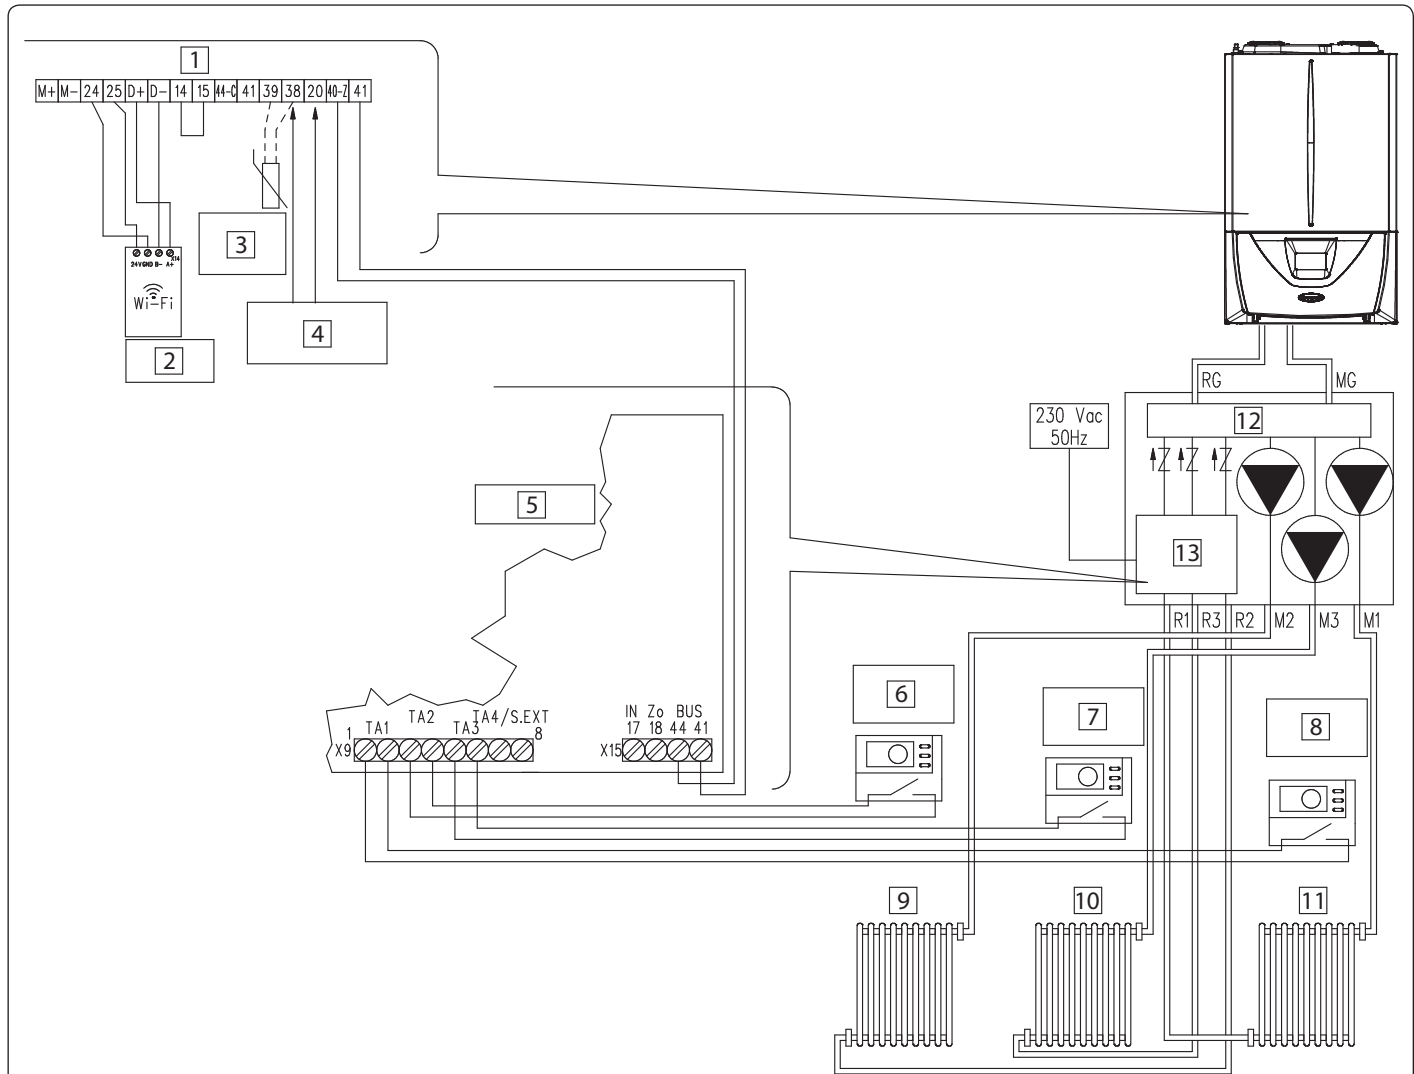 1
M+ M- 24 25 D+ D- 14 15 44-C 41 39 38 20 40-Z 41
3
24V GND B- A+ X14
Wi-Fi
4
2
RG MG
12
230 Vac
50Hz
5
13
R1 R3 R2 M2 M3 M1
6
7
8
TA2 TA4/S.EXT
1 TA1 TA3 8
X9
IN Zo BUS
17 18 44 41
X15
9 10 11